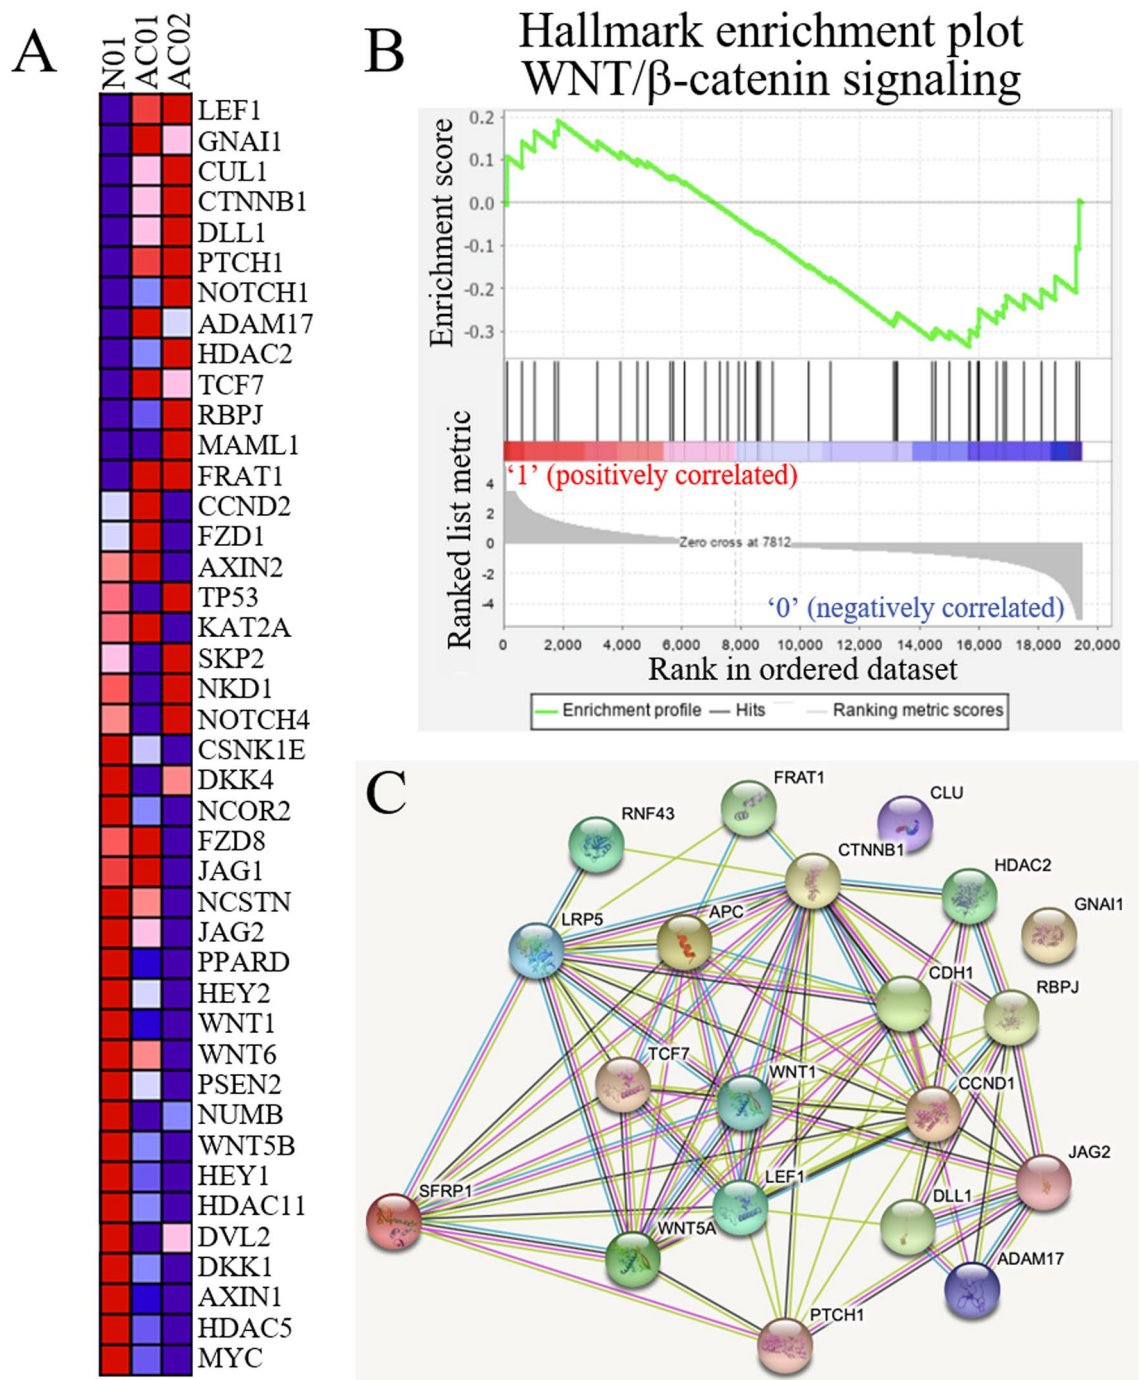 A
N01
AC01
AC02
LEF1
GNAI1
CUL1
CTNNB1
DLL1
PTCH1
NOTCH1
ADAM17
HDAC2
TCF7
RBPJ
MAML1
FRAT1
CCND2
FZD1
AXIN2
TP53
KAT2A
SKP2
NKD1
NOTCH4
CSNK1E
DKK4
NCOR2
FZD8
JAG1
NCSTN
JAG2
PPARD
HEY2
WNT1
WNT6
PSEN2
NUMB
WNT5B
HEY1
HDAC11
DVL2
DKK1
AXIN1
HDAC5
MYC
B
Hallmark enrichment plot
WNT/β-catenin signaling
Enrichment score
0.2
0.1
0.0
-0.1
-0.2
-0.3
Ranked list metric
‘1’ (positively correlated)
4
2
0
-2
-4
Zero cross at 7812
‘0’ (negatively correlated)
0 2,000 4,000 6,000 8,000 10,000 12,000 14,000 16,000 18,000 20,000
Rank in ordered dataset
Enrichment profile Hits Ranking metric scores
C
FRAT1
CLU
RNF43
CTNNB1
HDAC2
GNAI1
LRP5
APC
CDH1
RBPJ
TCF7
WNT1
CCND1
JAG2
SFRP1
LEF1
DLL1
WNT5A
ADAM17
PTCH1